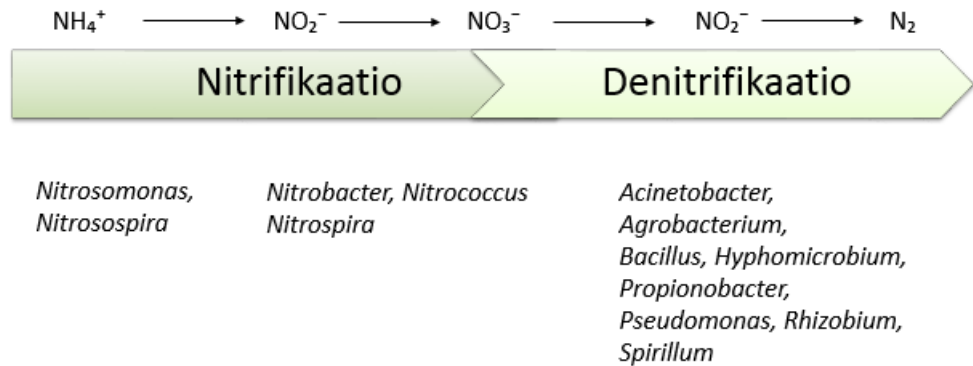 NH₄⁺ NO₂⁻ NO₃⁻ NO₂⁻ N₂
Nitrifikaatio Denitrifikaatio
Nitrosomonas,
Nitrosospira
Nitrobacter, Nitrococcus
Nitrospira
Acinetobacter,
Agrobacterium,
Bacillus, Hyphomicrobium,
Propionobacter,
Pseudomonas, Rhizobium,
Spirillum